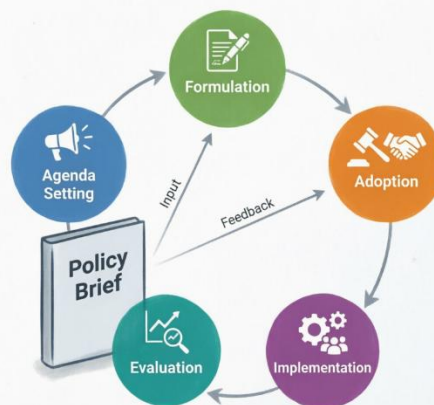 Formulation
Agenda
Setting
Adoption
Input
Feedback
Policy
Brief
Evaluation
Implementation